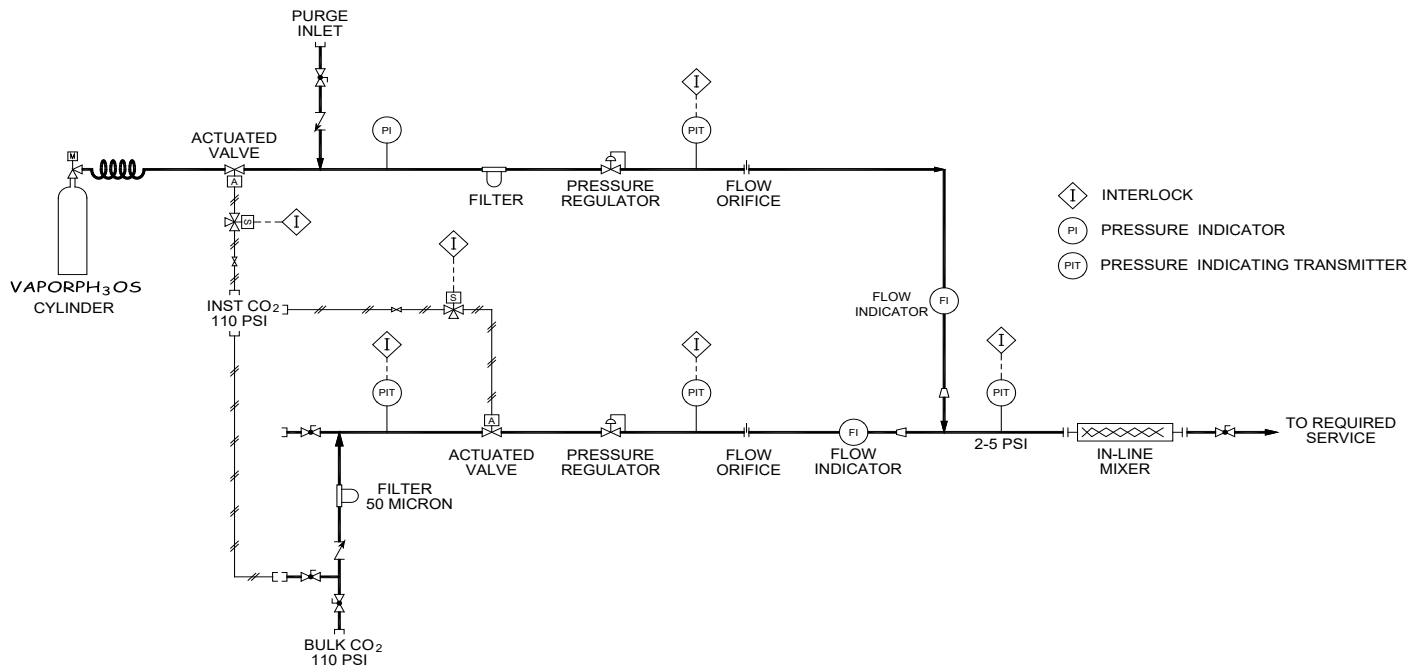 PURGE
INLET
I
ACTUATED
VALVE
PI
PIT
M
A
FILTER
PRESSURE
REGULATOR
FLOW
ORIFICE
I INTERLOCK
PI PRESSURE INDICATOR
PIT PRESSURE INDICATING TRANSMITTER
S
I
I
VAPORPH₃OS
CYLINDER
INST CO₂
110 PSI
S
FLOW
INDICATOR
FI
I
I
I
PIT
PIT
PIT
A
ACTUATED
VALVE
PRESSURE
REGULATOR
FLOW
ORIFICE
FI
FLOW
INDICATOR
2-5 PSI
IN-LINE
MIXER
TO REQUIRED
SERVICE
FILTER
50 MICRON
BULK CO₂
110 PSI